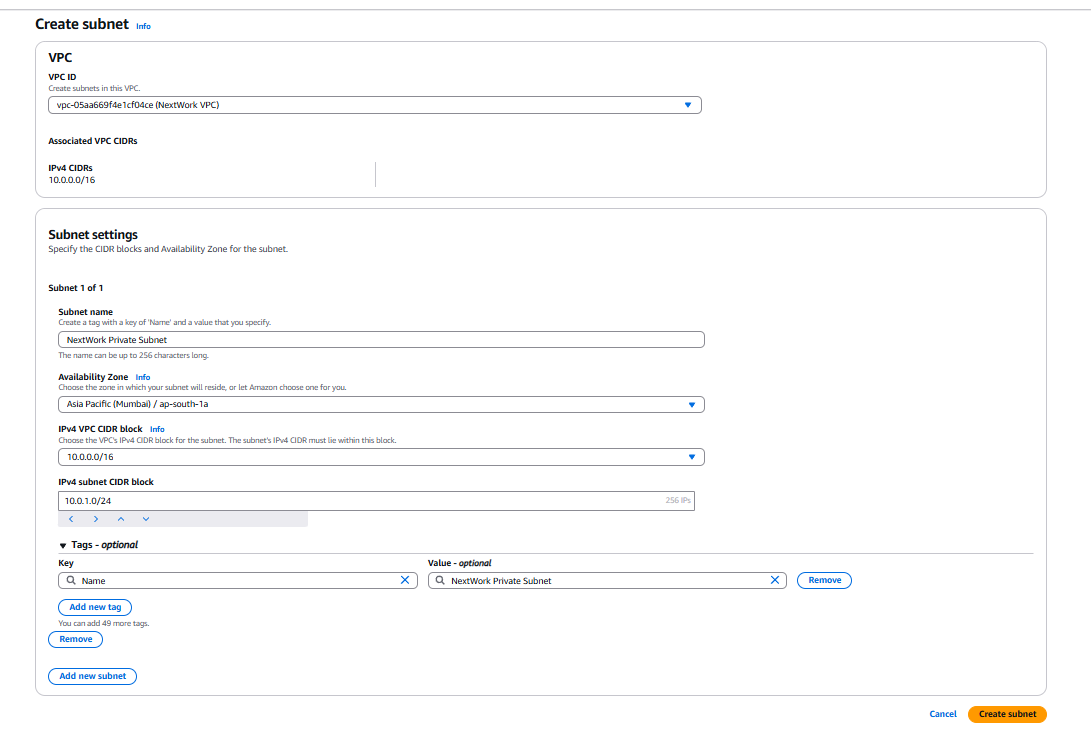 Create subnet Info
VPC
VPC ID
Create subnets in this VPC.
vpc-05aa669f4e1cf04ce (NextWork VPC)
Associated VPC CIDRs
IPv4 CIDRs
10.0.0.0/16
Subnet settings
Specify the CIDR blocks and Availability Zone for the subnet.
Subnet 1 of 1
Subnet name
Create a tag with a key of 'Name' and a value that you specify.
NextWork Private Subnet
The name can be up to 256 characters long.
Availability Zone Info
Choose the zone in which your subnet will reside, or let Amazon choose one for you.
Asia Pacific (Mumbai) / ap-south-1a
IPv4 VPC CIDR block Info
Choose the VPC's IPv4 CIDR block for the subnet. The subnet's IPv4 CIDR must lie within this block.
10.0.0.0/16
IPv4 subnet CIDR block
10.0.1.0/24 256 IPs
Tags - optional
Key Value - optional
Name NextWork Private Subnet Remove
Add new tag
You can add 49 more tags.
Remove
Add new subnet
Cancel Create subnet